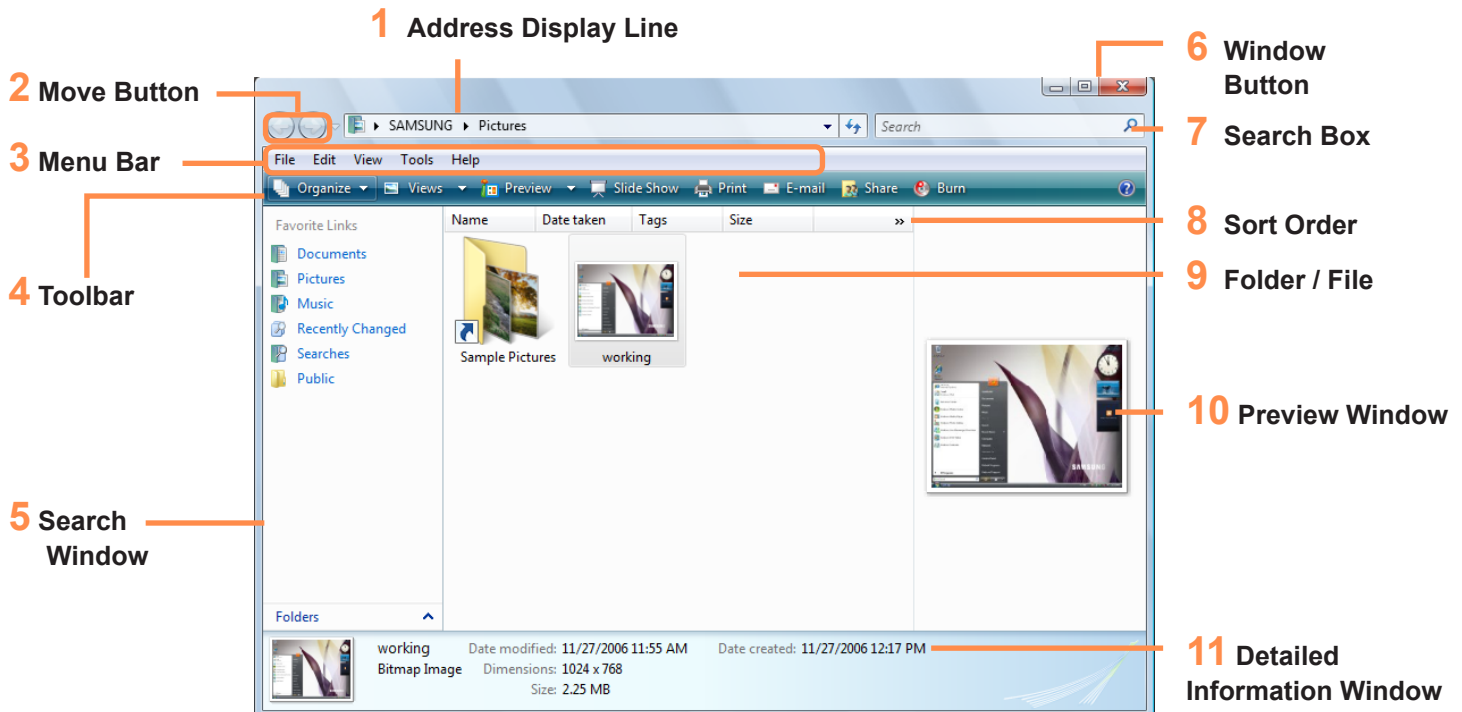 1 Address Display Line
2 Move Button
3 Menu Bar
4 Toolbar
5 Search
Window
6 Window
Button
7 Search Box
8 Sort Order
9 Folder / File
10 Preview Window
11 Detailed
Information Window
SAMSUNG Pictures
Search
File Edit View Tools Help
Organize Views Preview Slide Show Print E-mail Share Burn
Favorite Links
Documents
Pictures
Music
Recently Changed
Searches
Public
Folders
Name Date taken Tags Size »
Sample Pictures working
SAMSUNG
working Date modified: 11/27/2006 11:55 AM Date created: 11/27/2006 12:17 PM
Bitmap Image Dimensions: 1024 x 768
Size: 2.25 MB